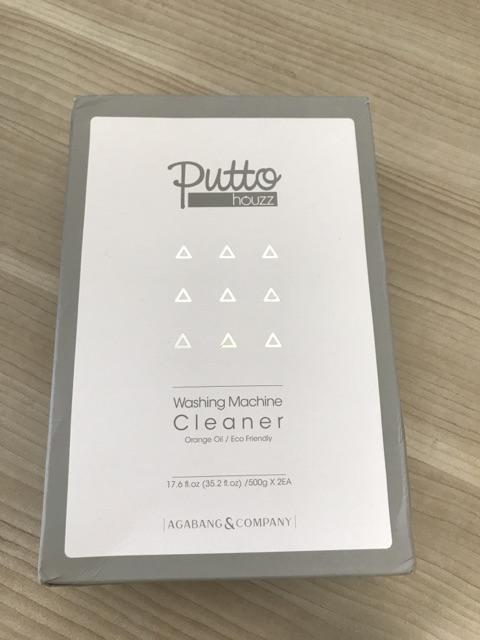 Putto
houzz
Washing Machine
Cleaner
Orange Oil / Eco Friendly
17.6 fl.oz (35.2 fl.oz) /500g X 2EA
AGABANG&COMPANY